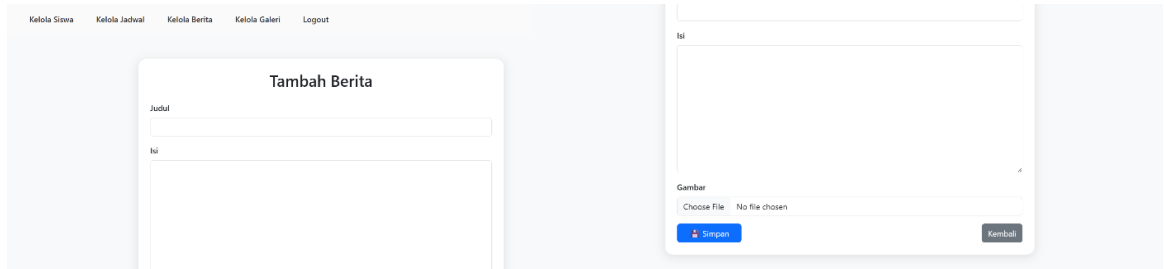 Kelola Siswa Kelola Jadwal Kelola Berita Kelola Galeri Logout
Tambah Berita
Judul
Isi
Isi
Gambar
Choose File No file chosen
Simpan Kembali